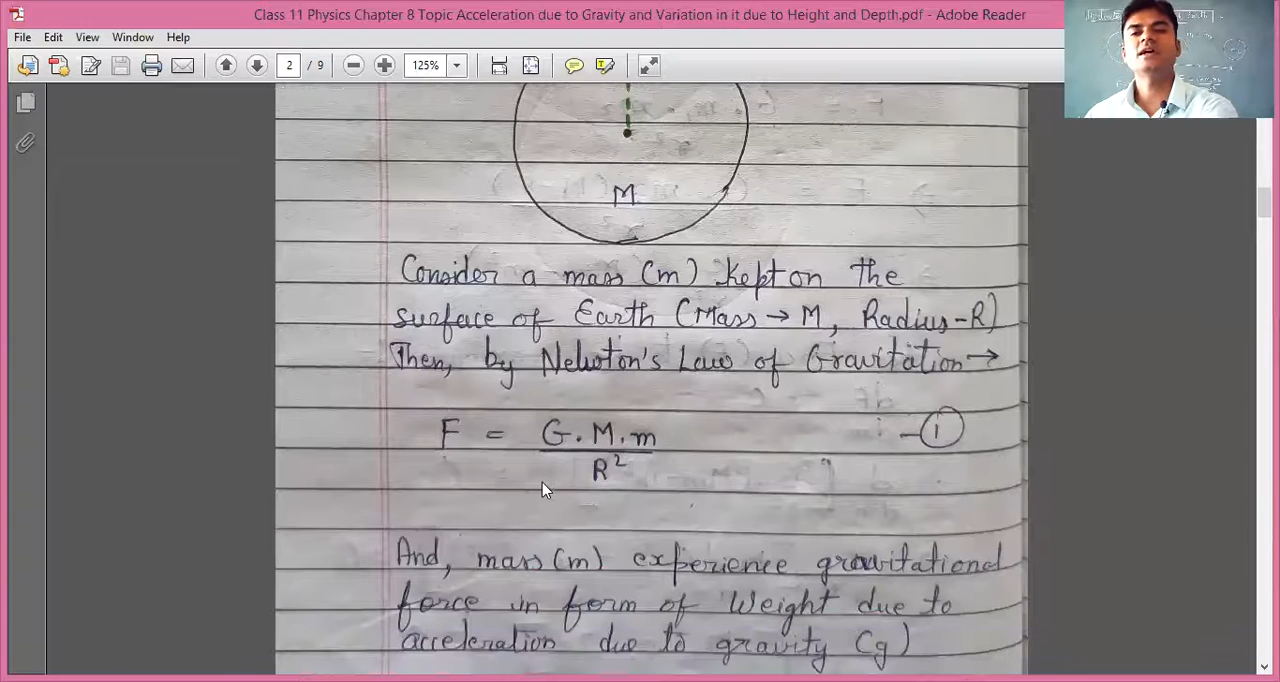 Class 11 Physics Chapter 8 Topic Acceleration due to Gravity and Variation in it due to Height and Depth.pdf - Adobe Reader
File Edit View Window Help
2 / 9 125%
M
Consider a mass (m) kept on the
surface of Earth (Mass → M, Radius - R)
Then, by Newton's Law of Gravitation →
F = G.M.m / R² - 1
And, mass (m) experience gravitational
force in form of Weight due to
acceleration due to gravity (g)